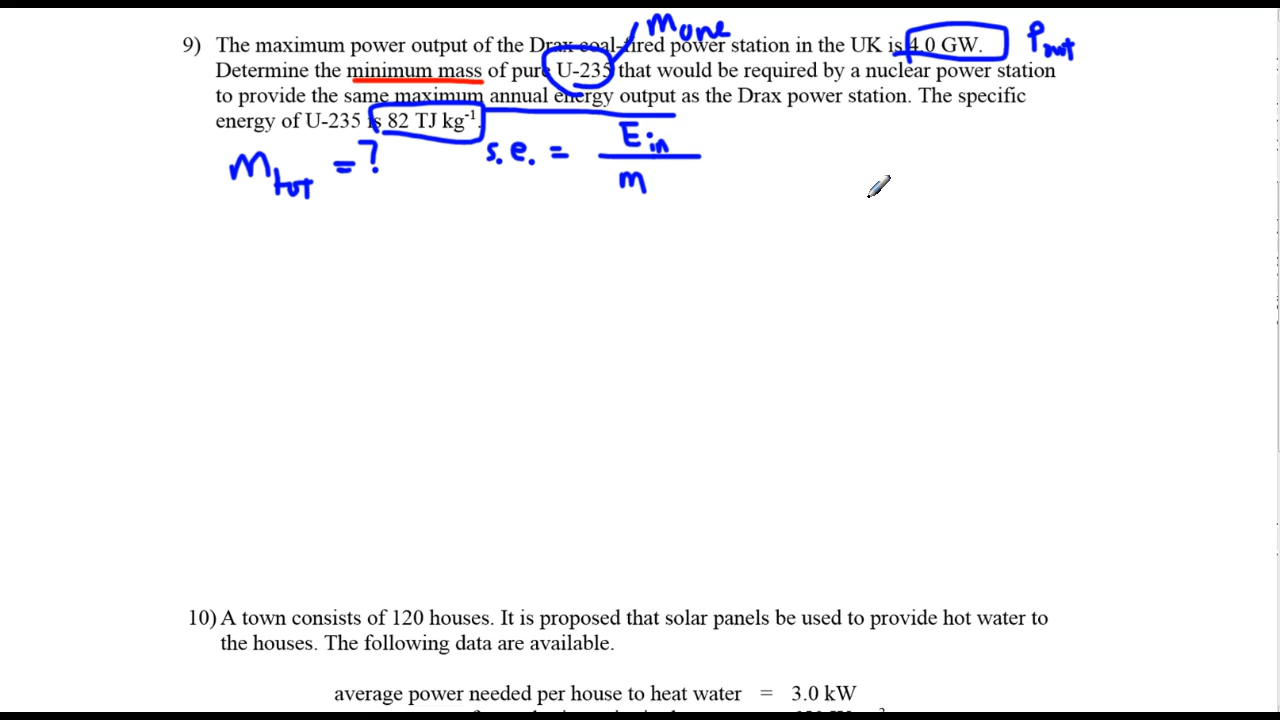 m one
9) The maximum power output of the Drax coal-fired power station in the UK is 4.0 GW. Pout
Determine the minimum mass of pure U-235 that would be required by a nuclear power station
to provide the same maximum annual energy output as the Drax power station. The specific
energy of U-235 is 82 TJ kg-1.
mtot = ? s.e. = Ein
m
10) A town consists of 120 houses. It is proposed that solar panels be used to provide hot water to
the houses. The following data are available.
average power needed per house to heat water = 3.0 kW